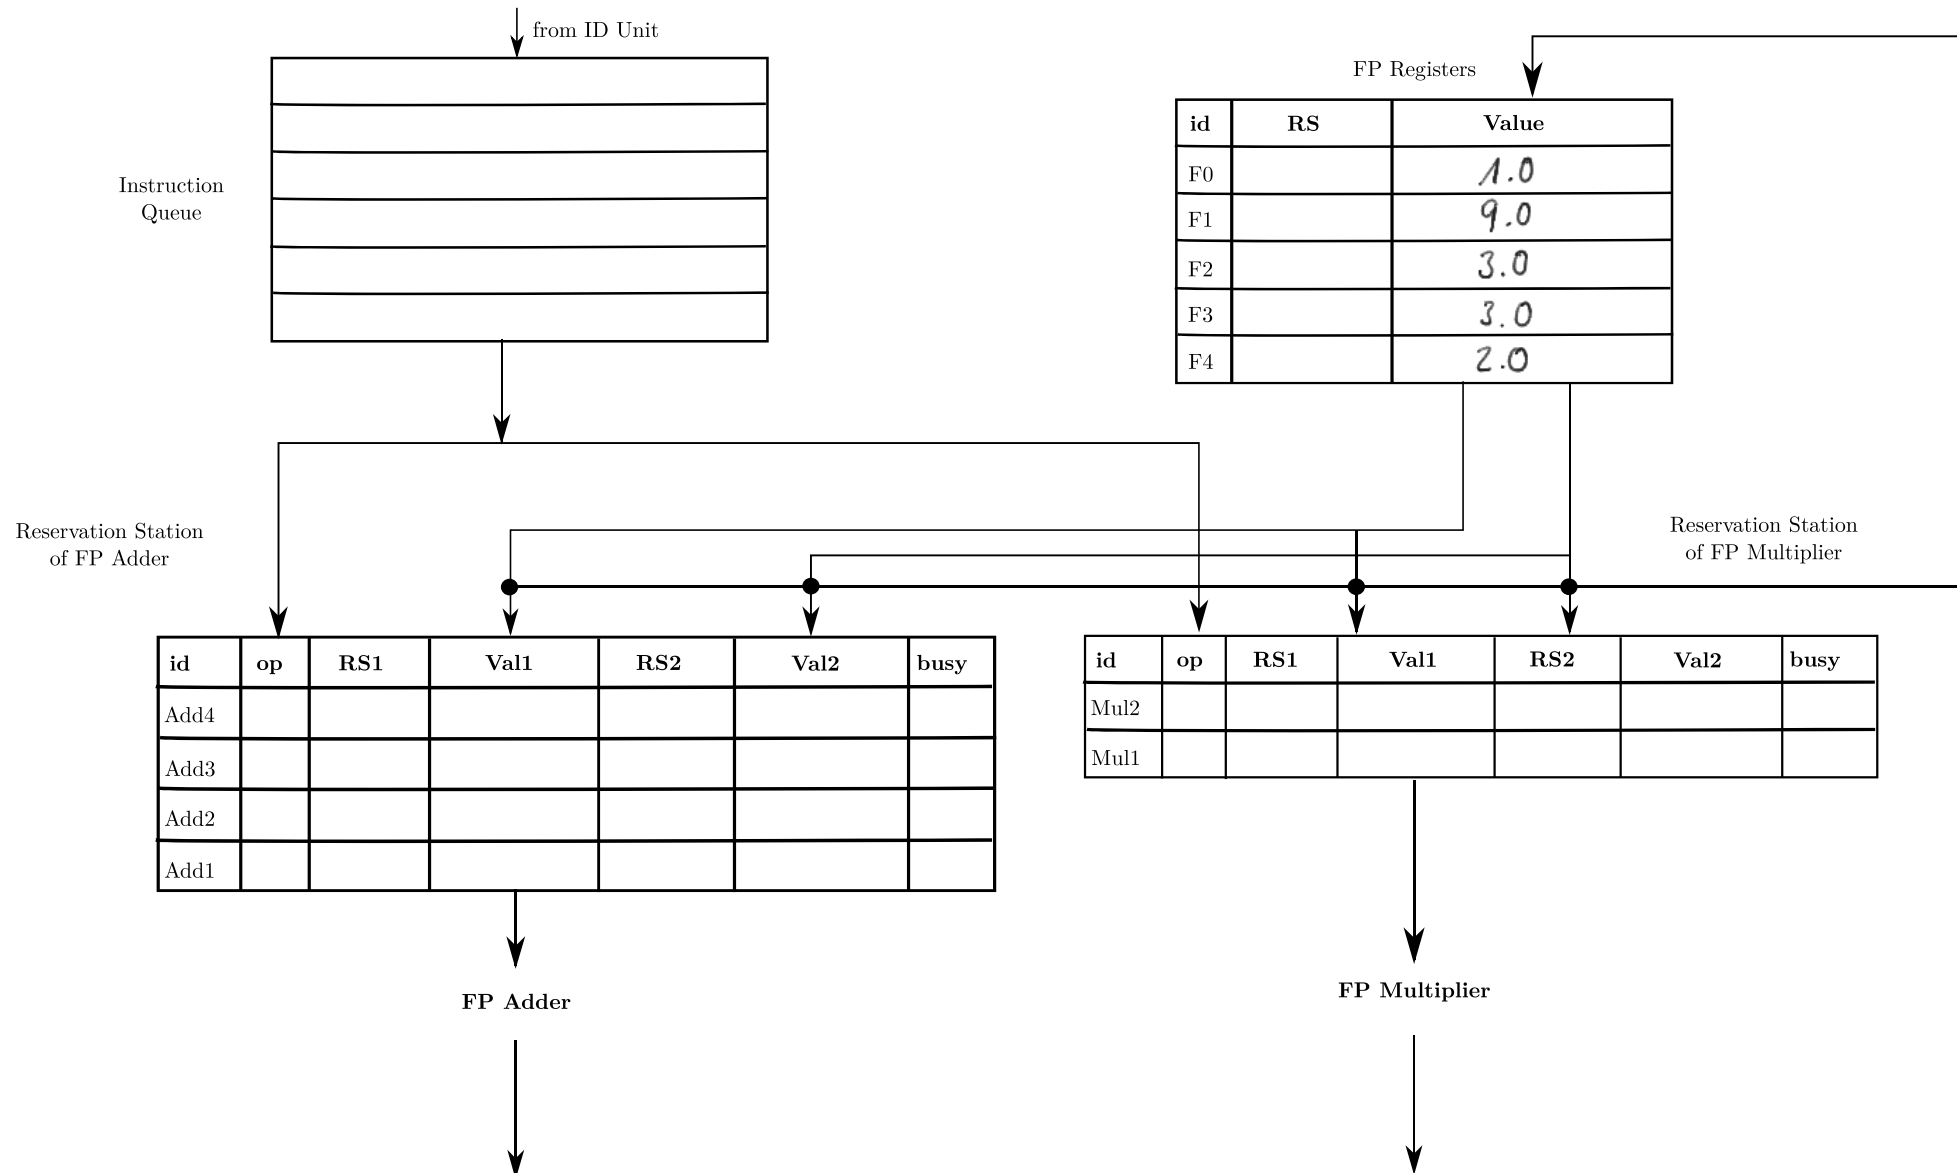 from ID Unit
FP Registers
id RS Value
F0 1.0
F1 9.0
F2 3.0
F3 3.0
F4 2.0
Instruction
Queue
Reservation Station
of FP Adder
Reservation Station
of FP Multiplier
id op RS1 Val1 RS2 Val2 busy
Add4
Add3
Add2
Add1
id op RS1 Val1 RS2 Val2 busy
Mul2
Mul1
FP Adder
FP Multiplier